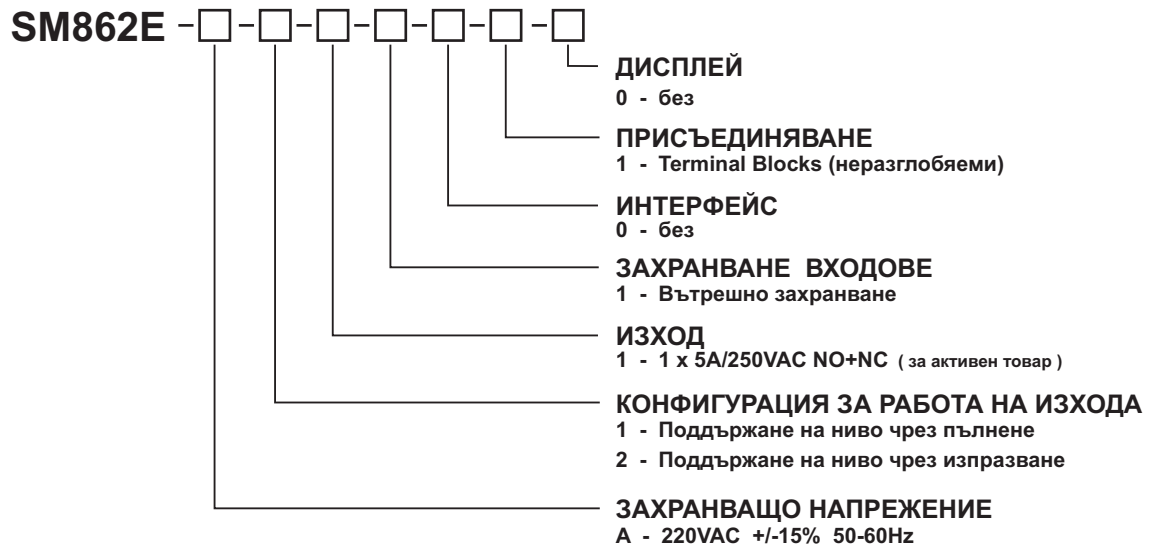 SM862E -□-□-□-□-□-□-□
ДИСПЛЕЙ
0 - без
ПРИСЪЕДИНЯВАНЕ
1 - Terminal Blocks (неразглобяеми)
ИНТЕРФЕЙС
0 - без
ЗАХРАНВАНЕ ВХОДОВЕ
1 - Вътрешно захранване
ИЗХОД
1 - 1 x 5A/250VAC NO+NC ( за активен товар )
КОНФИГУРАЦИЯ ЗА РАБОТА НА ИЗХОДА
1 - Поддържане на ниво чрез пълнене
2 - Поддържане на ниво чрез изпразване
ЗАХРАНВАЩО НАПРЕЖЕНИЕ
A - 220VAC +/-15% 50-60Hz